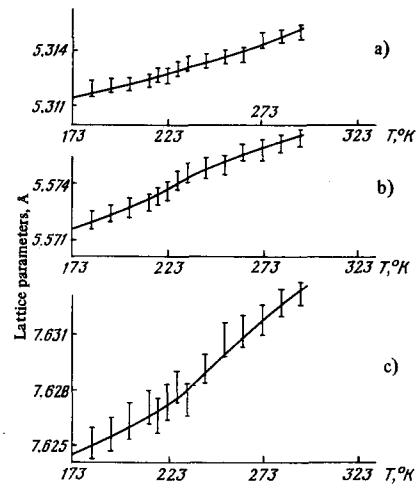 5.314
a)
5.311
273
173 223 323 T,°K
5.574
b)
5.571
173 223 273 323 T,°K
Lattice parameters, A
7.631
c)
7.628
7.625
173 223 273 323 T,°K